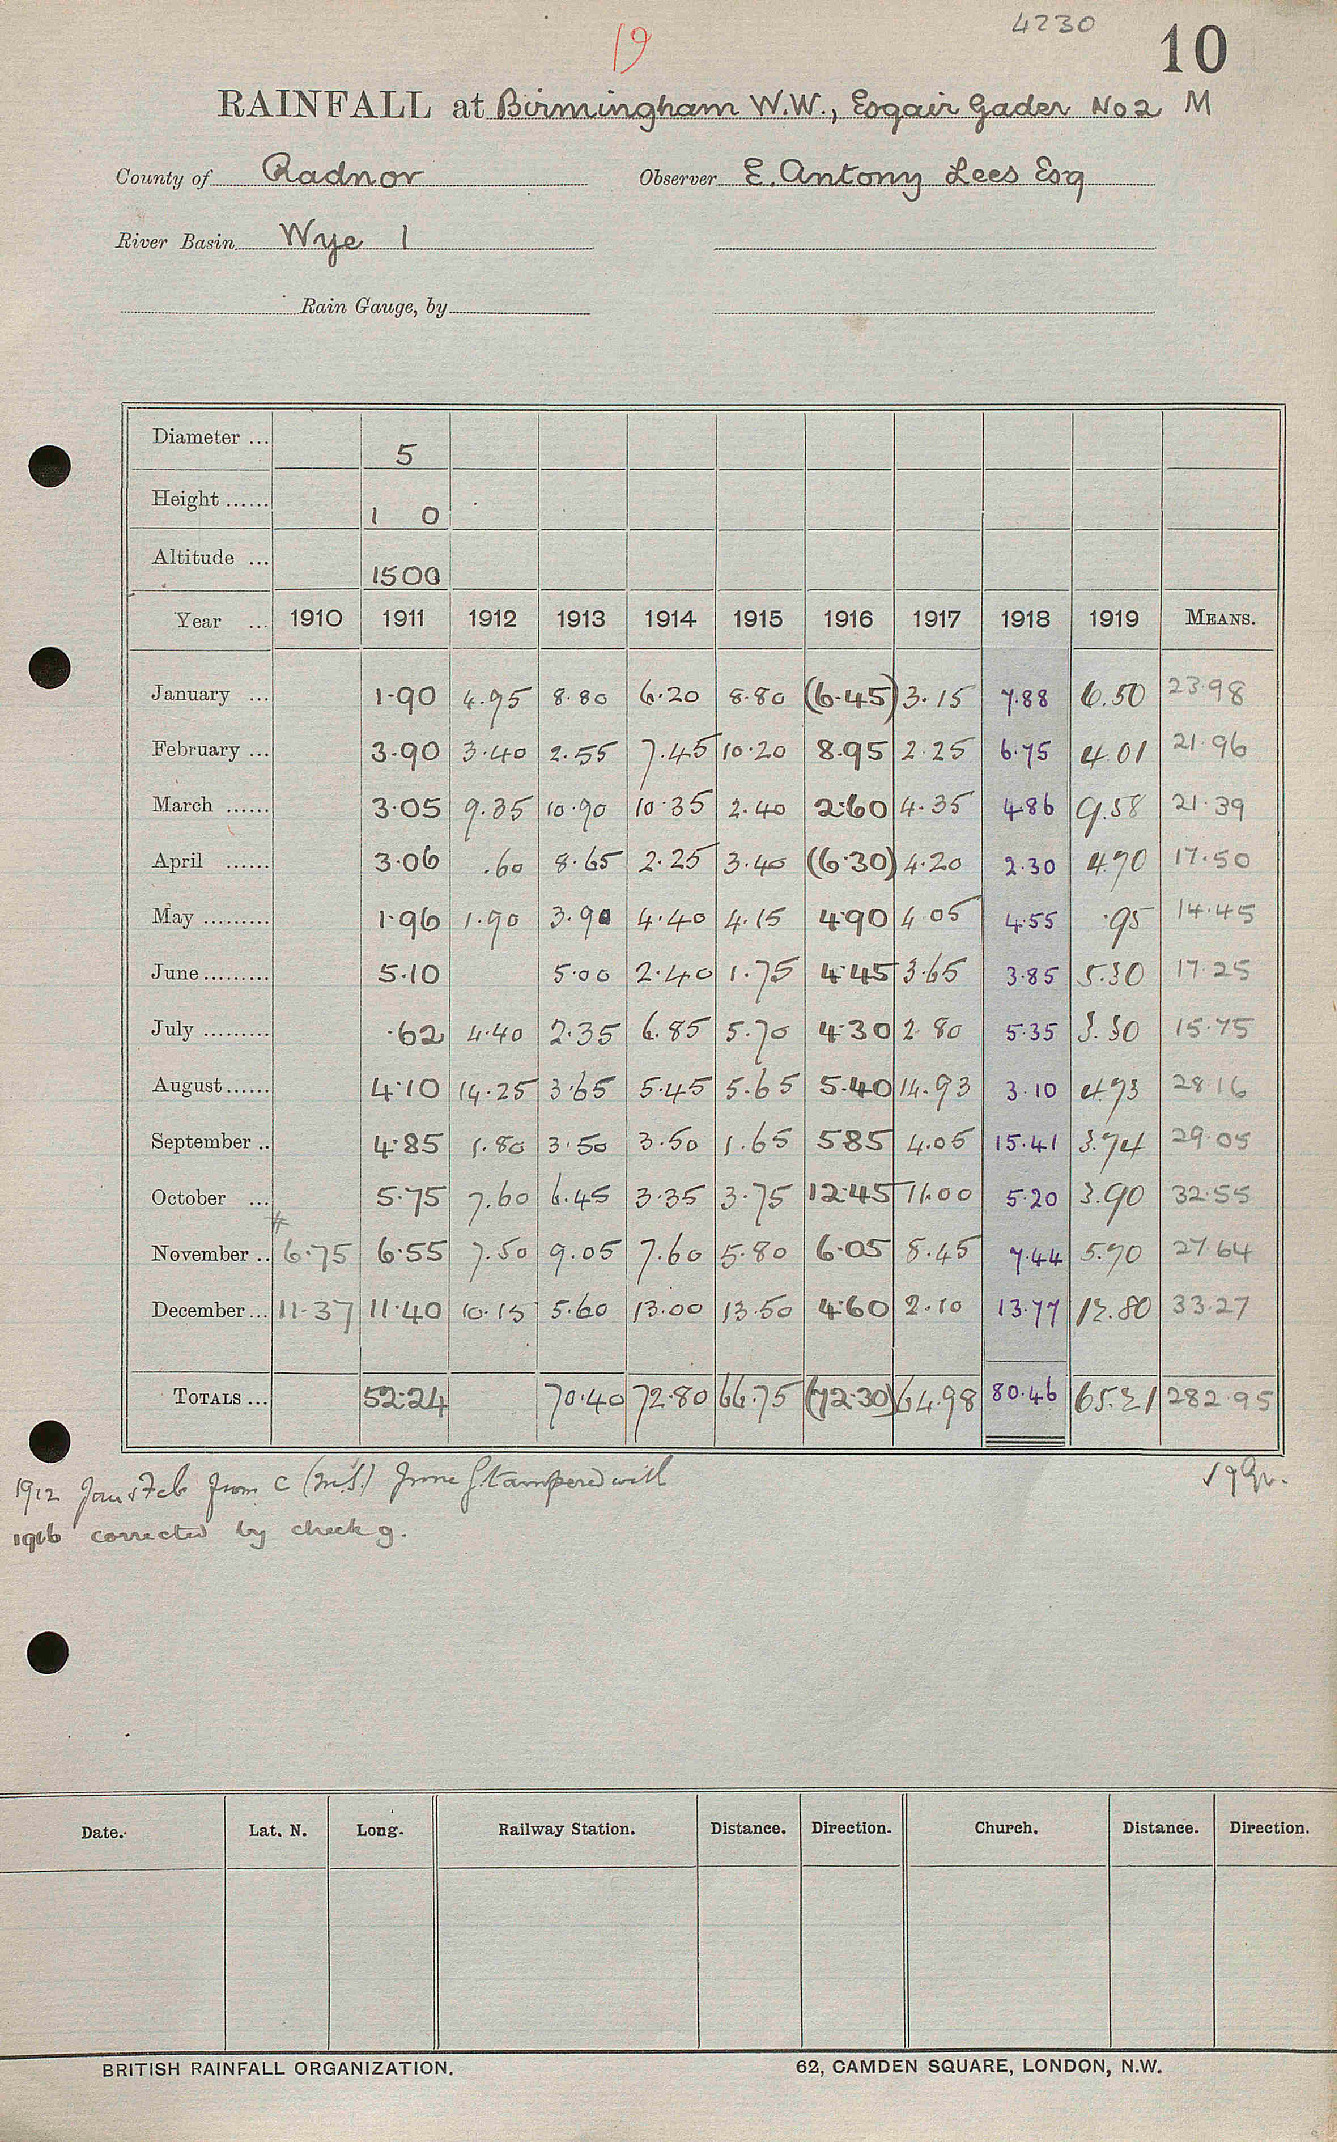 4230
19
10
RAINFALL at Birmingham W.W., Esgair Gader No 2 M
County of Radnor Observer E. Antony Lees Esq
River Basin Wye 1
Rain Gauge, by
Diameter ... 5
Height ...... 1 0
Altitude ... 1500
Year ... 1910 1911 1912 1913 1914 1915 1916 1917 1918 1919 MEANS.
January ... 1.90 4.95 8.80 6.20 8.80 (6.45) 3.15 7.88 6.50 23.98
February ... 3.90 3.40 2.55 7.45 10.20 8.95 2.25 6.75 4.01 21.96
March ...... 3.05 9.35 10.90 10.35 2.40 2.60 4.35 4.86 9.58 21.39
April ...... 3.06 .60 8.65 2.25 3.40 (6.30) 4.20 2.30 4.70 17.50
May ......... 1.96 1.90 3.90 4.40 4.15 4.90 4.05 4.55 .95 14.45
June ......... 5.10 5.00 2.40 1.75 4.45 3.65 3.85 5.30 17.25
July ......... .62 4.40 2.35 6.85 5.70 4.30 2.80 5.35 3.30 15.75
August ...... 4.10 14.25 3.65 5.45 5.65 5.40 14.93 3.10 4.93 28.16
September .. 4.85 1.80 3.50 3.50 1.65 5.85 4.05 15.41 3.74 29.05
October ... 5.75 7.60 6.45 3.35 3.75 12.45 11.00 5.20 3.90 32.55
#
November .. 6.75 6.55 7.50 9.05 7.60 5.80 6.05 8.45 7.44 5.70 27.64
December ... 11.37 11.40 10.15 5.60 13.00 13.50 4.60 2.10 13.77 12.80 33.27
TOTALS ... 52.24 70.40 72.80 66.75 (72.30) 64.98 80.46 65.21 282.95
1912 Jan & Feb from C (M.S.) June G. tampered with
1916 corrected by check g.
Date. Lat. N. Long. Railway Station. Distance. Direction. Church. Distance. Direction.
BRITISH RAINFALL ORGANIZATION. 62, CAMDEN SQUARE, LONDON, N.W.